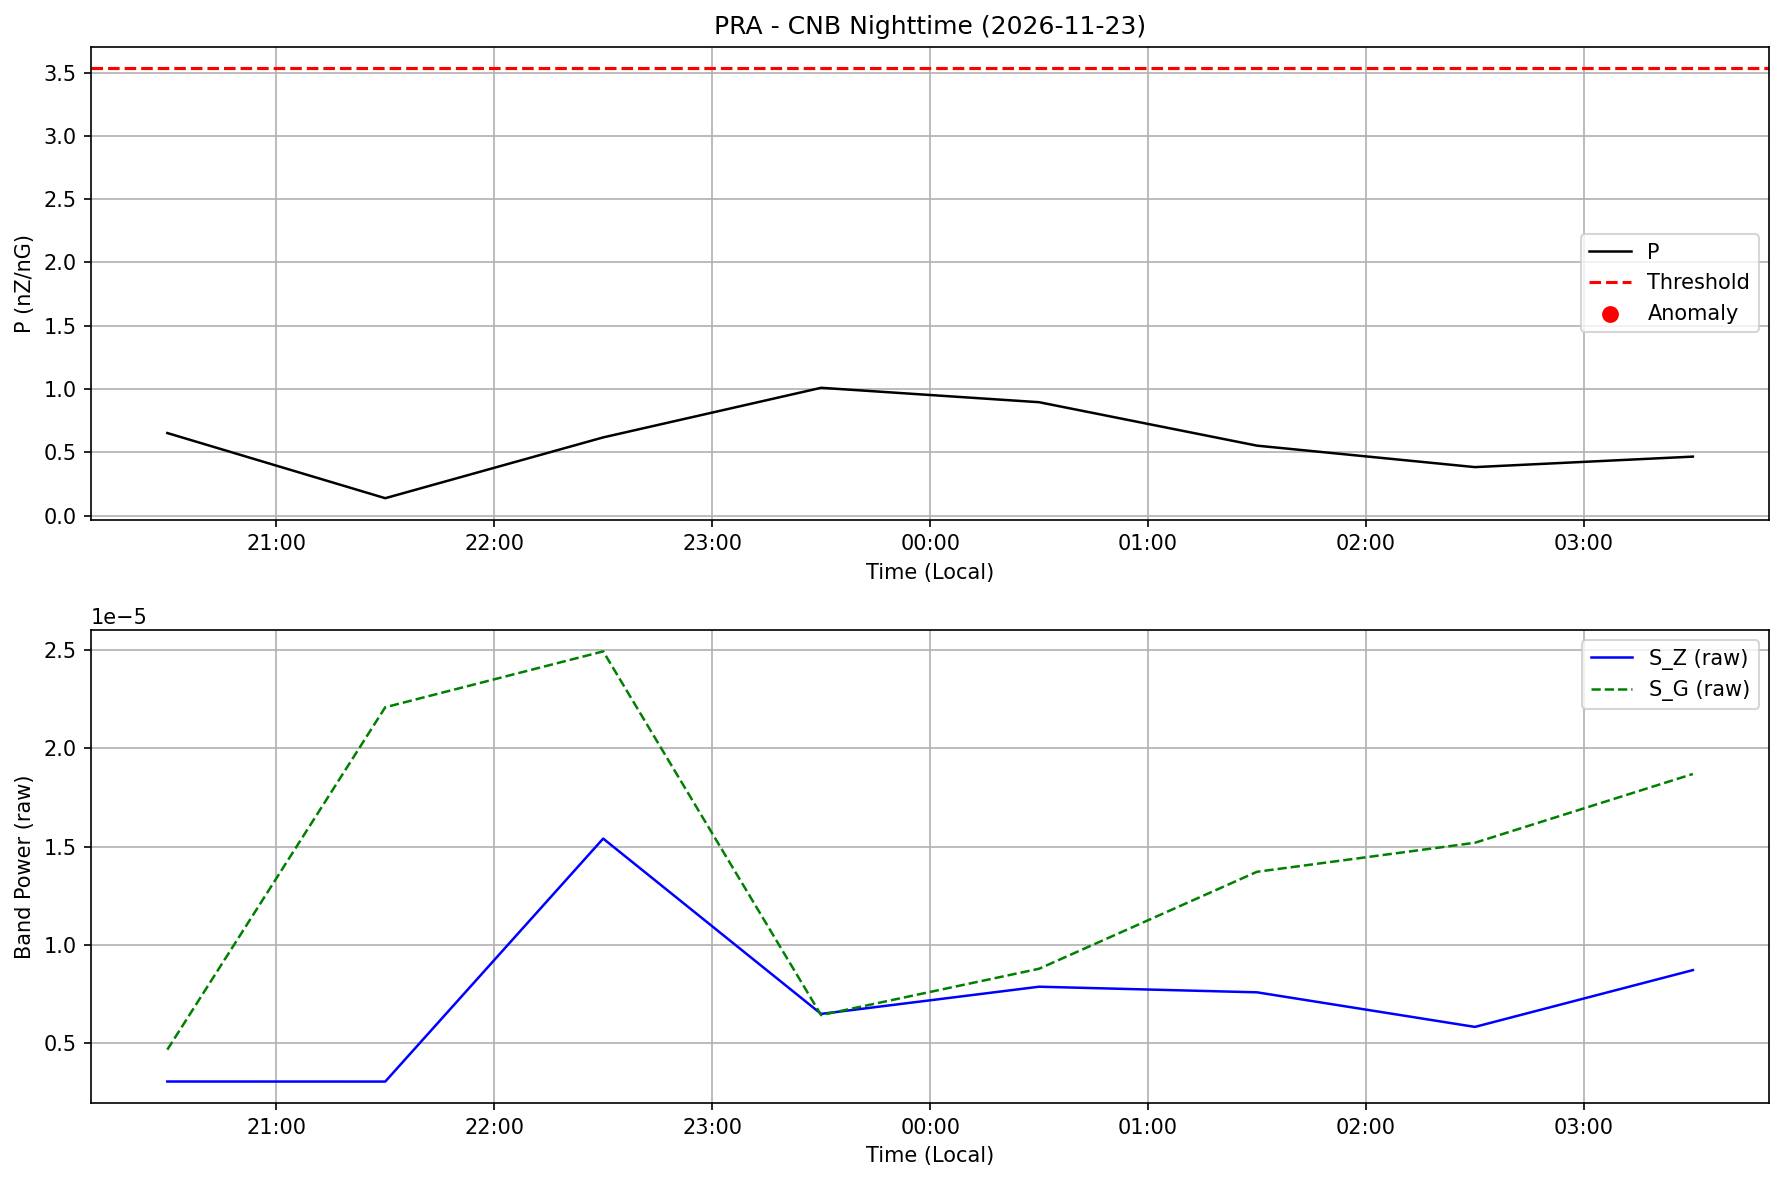 PRA - CNB Nighttime (2026-11-23)
P (nZ/nG)
3.5
3.0
2.5
2.0
1.5
1.0
0.5
0.0
P
Threshold
Anomaly
21:00 22:00 23:00 00:00 01:00 02:00 03:00
Time (Local)
1e−5
Band Power (raw)
2.5
2.0
1.5
1.0
0.5
S_Z (raw)
S_G (raw)
21:00 22:00 23:00 00:00 01:00 02:00 03:00
Time (Local)